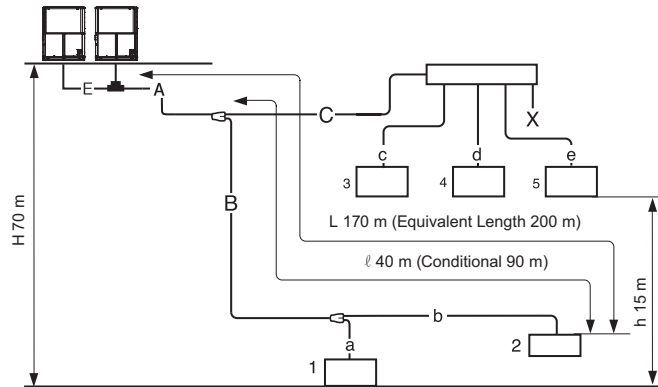 E
A
C
X
c
d
e
3
4
5
B
H 70 m
L 170 m (Equivalent Length 200 m)
ℓ 40 m (Conditional 90 m)
h 15 m
b
a
2
1